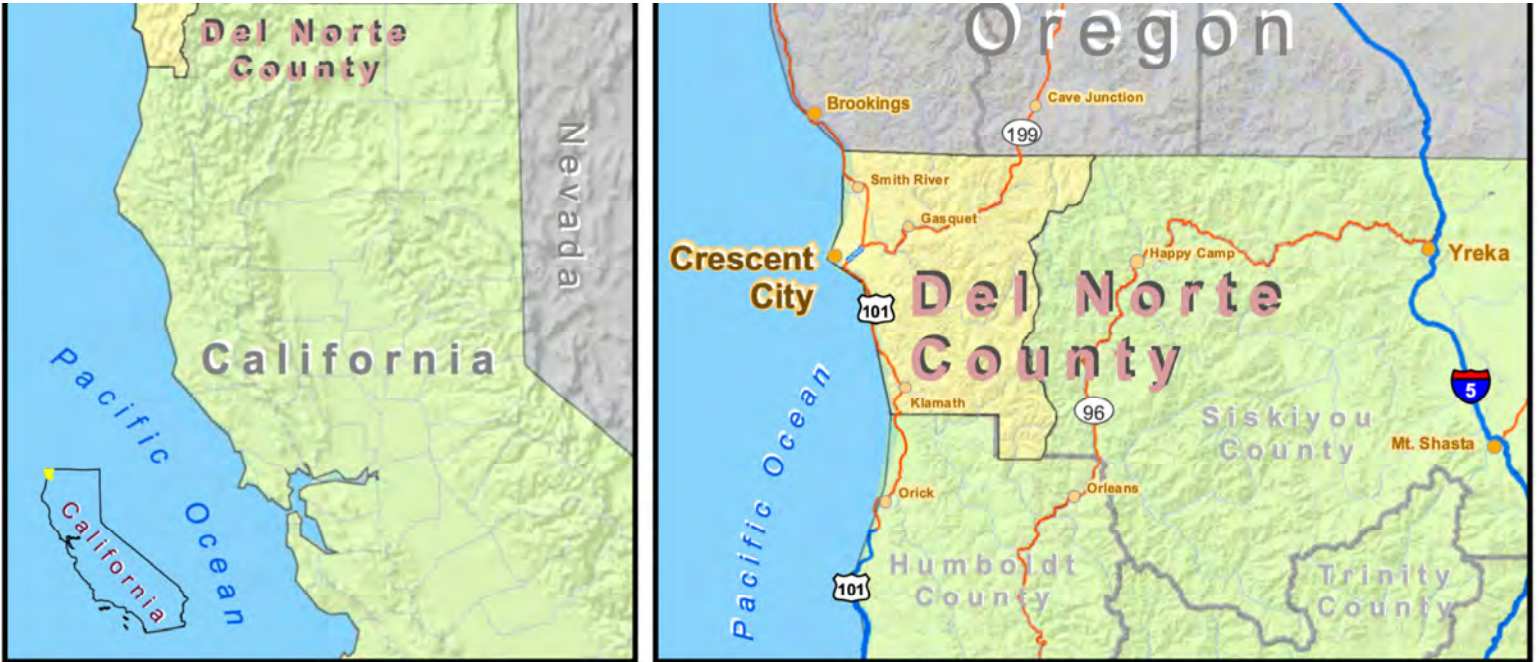 Del Norte
County
Nevada
California
Pacific
Ocean
California
Oregon
Brookings
Cave Junction
199
Smith River
Gasquet
Crescent
City
Happy Camp
Yreka
101
Del Norte
County
5
Klamath
96
Siskiyou
County
Mt. Shasta
Pacific Ocean
Orick
Orleans
Humboldt
County
Trinity
County
101